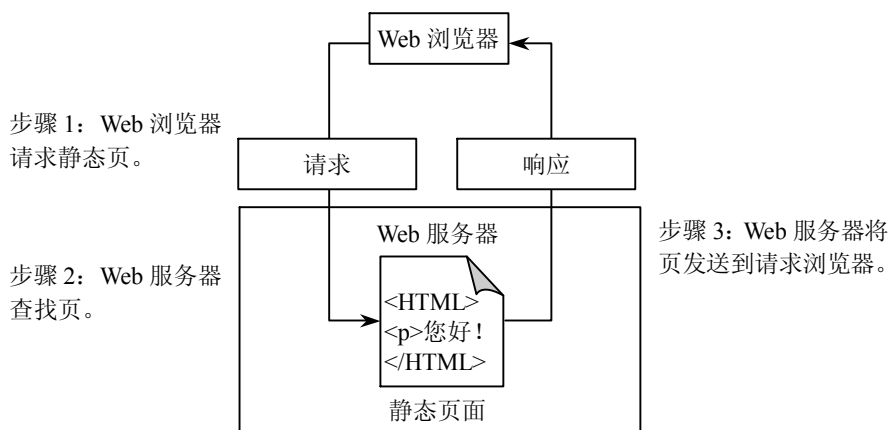 Web 浏览器
步骤 1：Web 浏览器
请求静态页。
请求
响应
Web 服务器
步骤 3：Web 服务器将
页发送到请求浏览器。
步骤 2：Web 服务器
查找页。
<HTML>
<p>您好！
</HTML>
静态页面